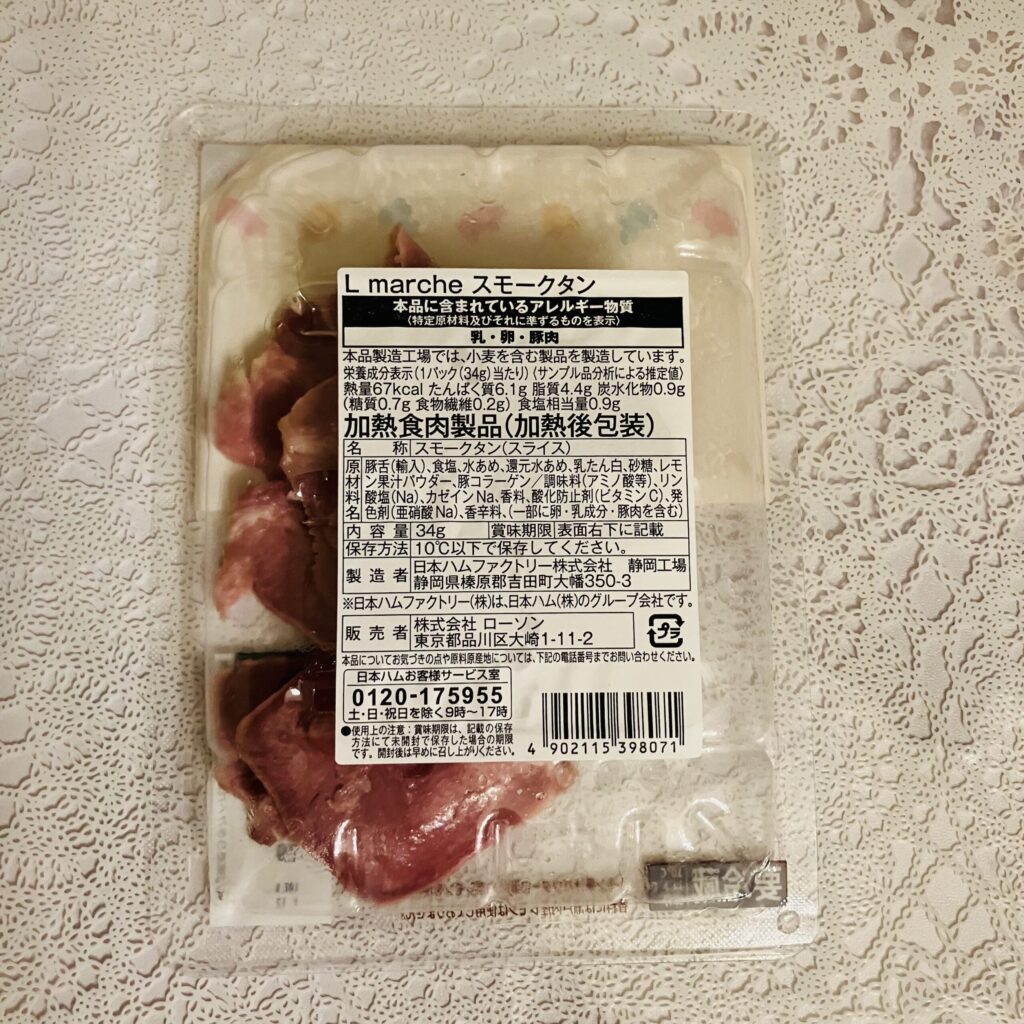 L marche スモークタン
本品に含まれているアレルギー物質
〈特定原材料及びそれに準ずるものを表示〉
乳・卵・豚肉
本品製造工場では、小麦を含む製品を製造しています。
栄養成分表示（1パック（34g）当たり）（サンプル品分析による推定値）
熱量67kcal たんぱく質6.1g 脂質4.4g 炭水化物0.9g
（糖質0.7g 食物繊維0.2g） 食塩相当量0.9g
加熱食肉製品（加熱後包装）
名 称 スモークタン（スライス）
原材料名 豚舌（輸入）、食塩、水あめ、還元水あめ、乳たん白、砂糖、レモ
ン果汁パウダー、豚コラーゲン／調味料（アミノ酸等）、リン
酸塩（Na）、カゼインNa、香料、酸化防止剤（ビタミンC）、発
色剤（亜硝酸Na）、香辛料、（一部に卵・乳成分・豚肉を含む）
内 容 量 34g 賞味期限 表面右下に記載
保存方法 10℃以下で保存してください。
製 造 者 日本ハムファクトリー株式会社 静岡工場
静岡県榛原郡吉田町大幡350-3
※日本ハムファクトリー（株）は、日本ハム（株）のグループ会社です。
販 売 者 株式会社 ローソン
東京都品川区大崎1-11-2
プラ
本品についてお気づきの点や原料原産地については、下記の電話番号までお問い合わせください。
日本ハムお客様サービス室
0120-175955
土・日・祝日を除く9時〜17時
●使用上の注意：賞味期限は、記載の保存
方法にて未開封で保存した場合の期限
です。開封後は早めに召し上がりください。
4 902115 398071
要冷蔵